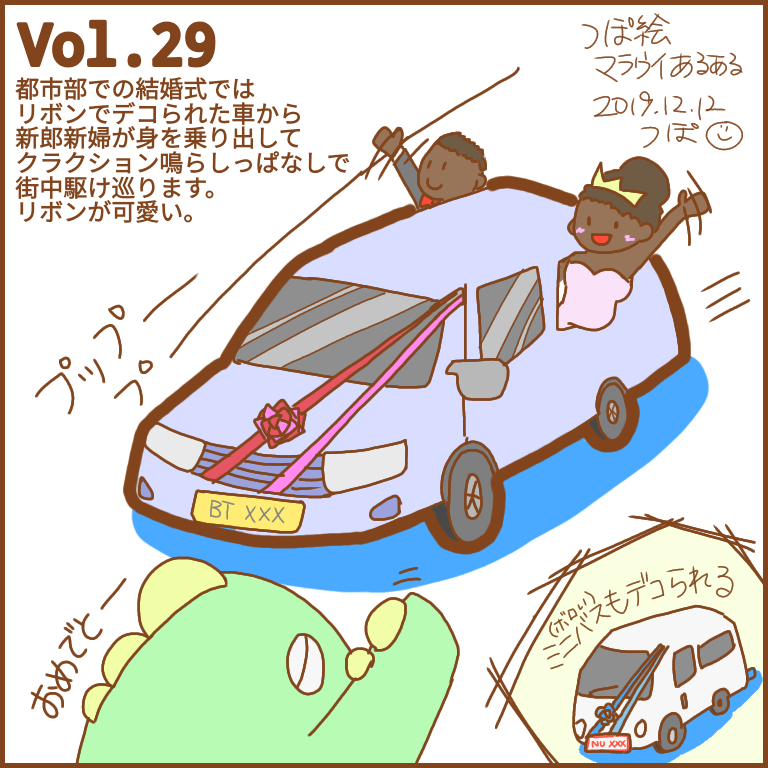 Vol.29
都市部での結婚式では
リボンでデコられた車から
新郎新婦が身を乗り出して
クラクション鳴らしっぱなしで
街中駆け巡ります。
リボンが可愛い。
つぽ絵
マラウイあるある
2019.12.12
つぽ
プップー
プー
BT XXX
おめでとー
(ボロい)
ミニバスもデコられる
NU XXX